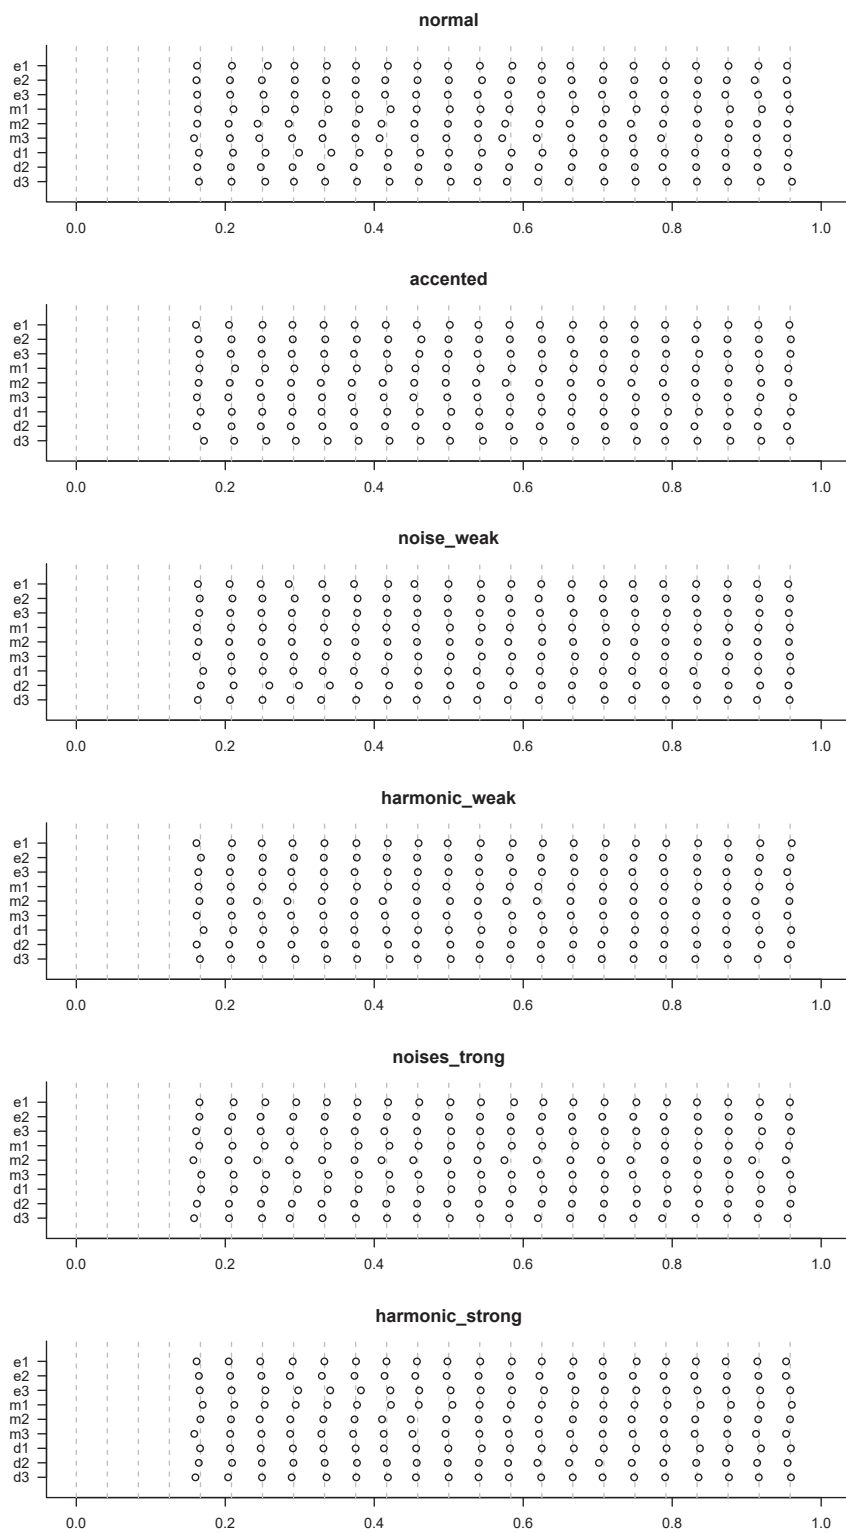 normal
e1
e2
e3
m1
m2
m3
d1
d2
d3
0.0 0.2 0.4 0.6 0.8 1.0
accented
e1
e2
e3
m1
m2
m3
d1
d2
d3
0.0 0.2 0.4 0.6 0.8 1.0
noise_weak
e1
e2
e3
m1
m2
m3
d1
d2
d3
0.0 0.2 0.4 0.6 0.8 1.0
harmonic_weak
e1
e2
e3
m1
m2
m3
d1
d2
d3
0.0 0.2 0.4 0.6 0.8 1.0
noises_trong
e1
e2
e3
m1
m2
m3
d1
d2
d3
0.0 0.2 0.4 0.6 0.8 1.0
harmonic_strong
e1
e2
e3
m1
m2
m3
d1
d2
d3
0.0 0.2 0.4 0.6 0.8 1.0